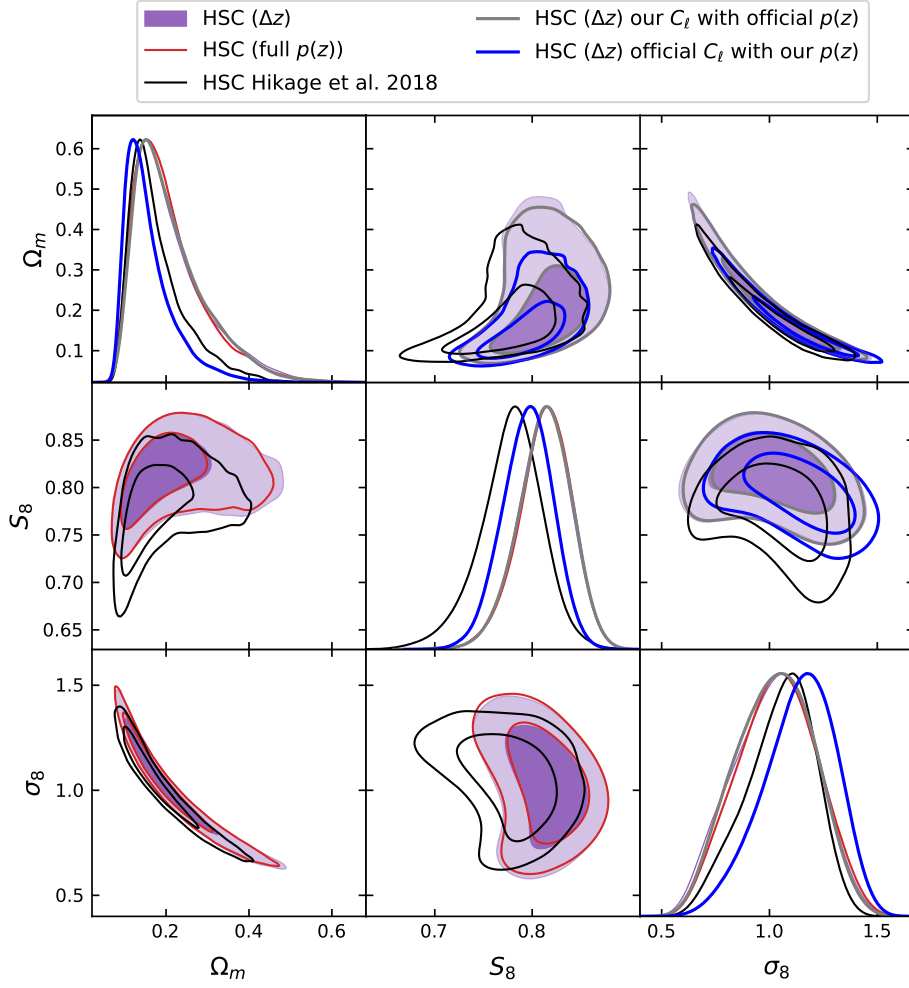 HSC (Δz)
HSC (full p(z))
HSC Hikage et al. 2018
HSC (Δz) our Cℓ with official p(z)
HSC (Δz) official Cℓ with our p(z)
0.6
0.5
0.4
0.3
0.2
0.1
Ωm
0.85
0.80
0.75
0.70
0.65
S8
1.5
1.0
0.5
σ8
0.2 0.4 0.6
0.7 0.8
0.5 1.0 1.5
Ωm S8 σ8